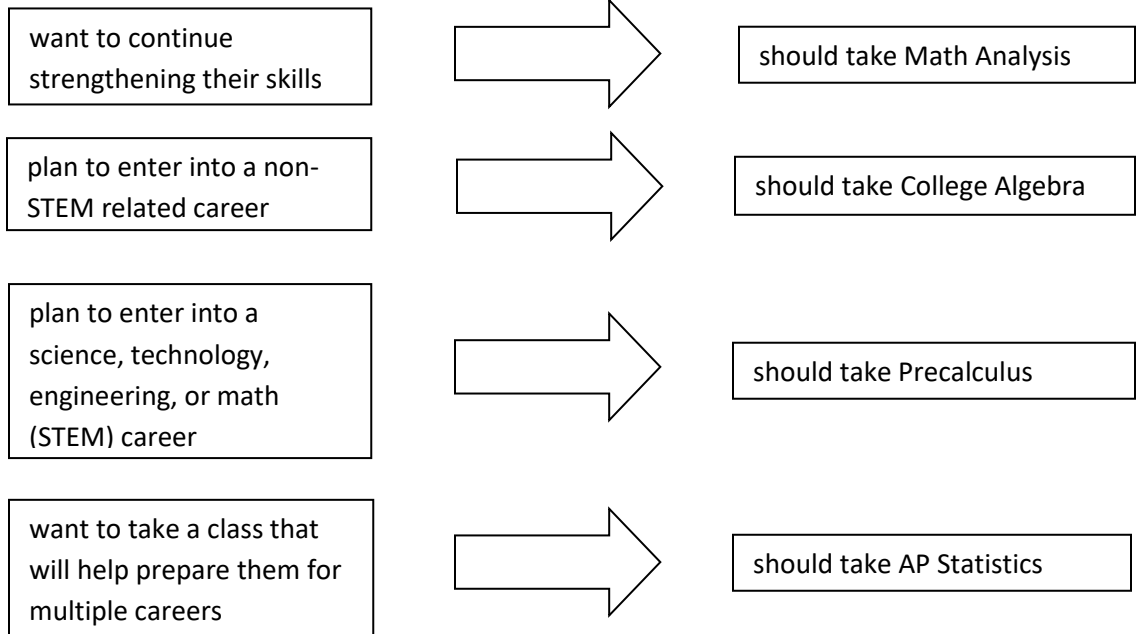 want to continue
strengthening their skills
should take Math Analysis
plan to enter into a non-
STEM related career
should take College Algebra
plan to enter into a
science, technology,
engineering, or math
(STEM) career
should take Precalculus
want to take a class that
will help prepare them for
multiple careers
should take AP Statistics